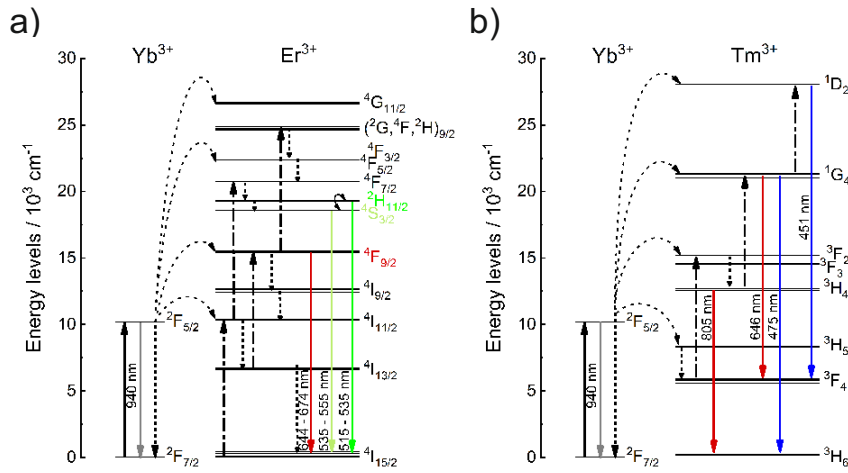 a)
Yb³⁺
Er³⁺
Energy levels / 10³ cm⁻¹
30
25
20
15
10
5
0
⁴G₁₁/₂
(²G,⁴F,²H)₉/₂
⁴F₃/₂
⁴F₅/₂
⁴F₇/₂
²H₁₁/₂
⁴S₃/₂
⁴F₉/₂
⁴I₉/₂
⁴I₁₁/₂
⁴I₁₃/₂
⁴I₁₅/₂
²F₅/₂
²F₇/₂
940 nm
644 - 674 nm
535 - 555 nm
515 - 535 nm
b)
Yb³⁺
Tm³⁺
Energy levels / 10³ cm⁻¹
30
25
20
15
10
5
0
¹D₂
¹G₄
³F₂
³F₃
³H₄
³H₅
³F₄
³H₆
²F₅/₂
²F₇/₂
940 nm
805 nm
646 nm
475 nm
451 nm